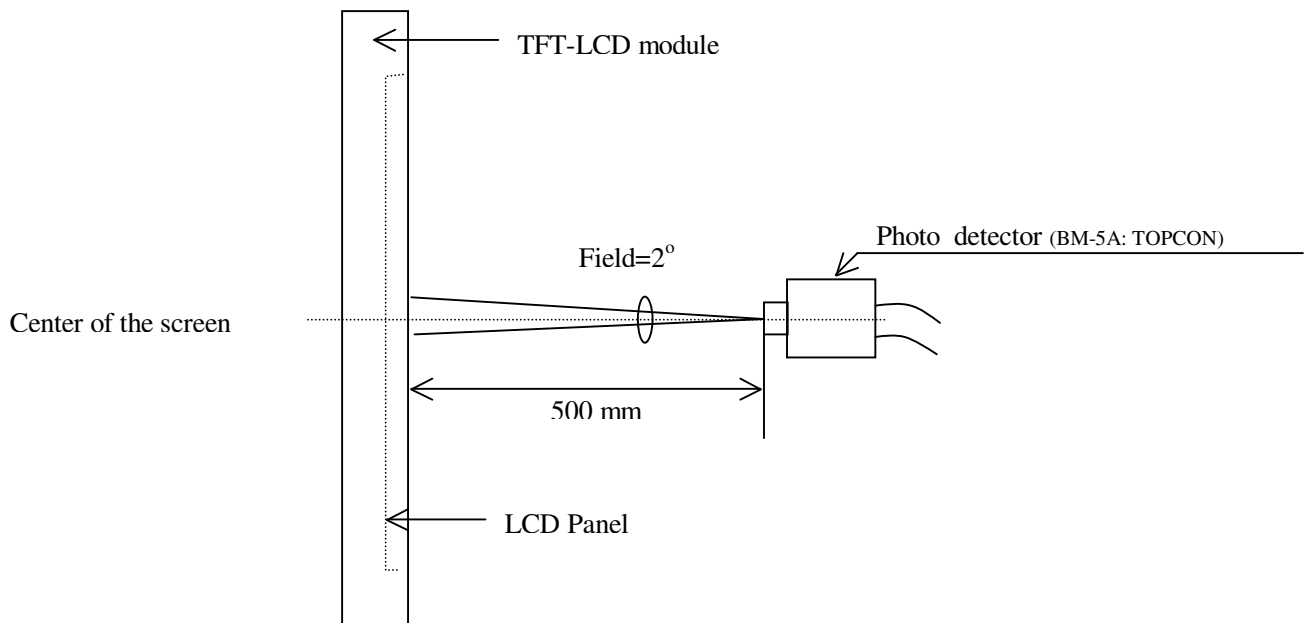 TFT-LCD module
Photo detector (BM-5A: TOPCON)
Field=2°
Center of the screen
500 mm
LCD Panel